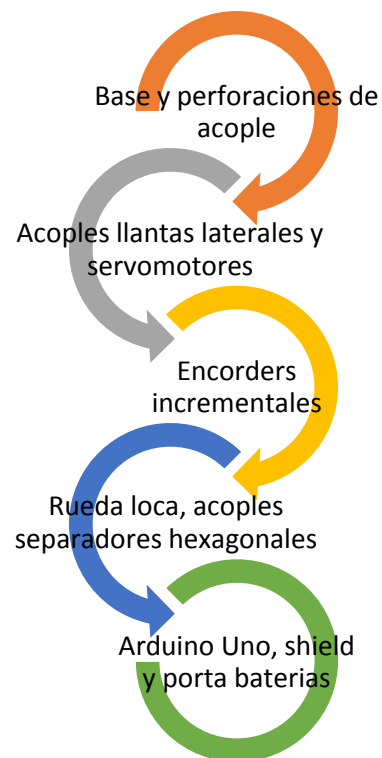 Base y perforaciones de
acople
Acoples llantas laterales y
servomotores
Encorders
incrementales
Rueda loca, acoples
separadores hexagonales
Arduino Uno, shield
y porta baterias